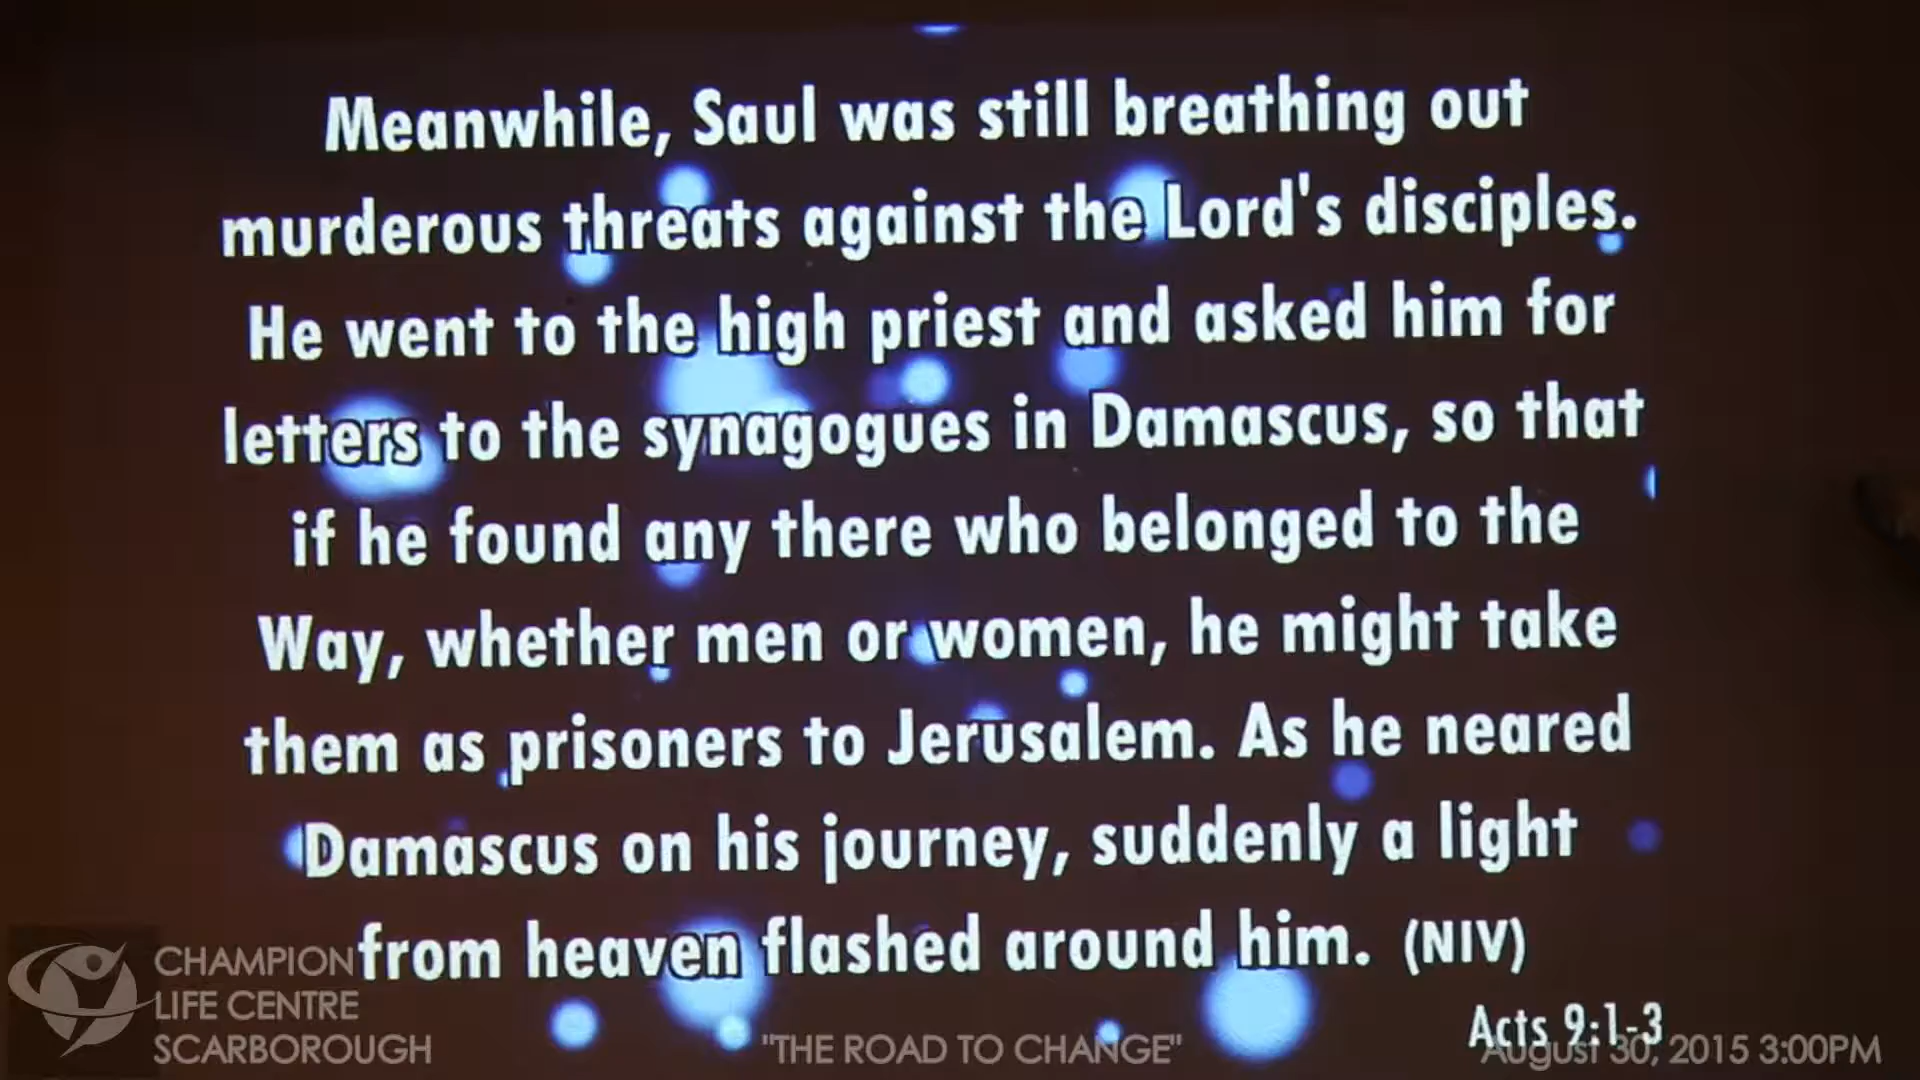 Meanwhile, Saul was still breathing out
murderous threats against the Lord's disciples.
He went to the high priest and asked him for
letters to the synagogues in Damascus, so that
if he found any there who belonged to the
Way, whether men or women, he might take
them as prisoners to Jerusalem. As he neared
Damascus on his journey, suddenly a light
from heaven flashed around him. (NIV)
Acts 9:1-3
CHAMPION
LIFE CENTRE
SCARBOROUGH
"THE ROAD TO CHANGE"
August 30, 2015 3:00PM